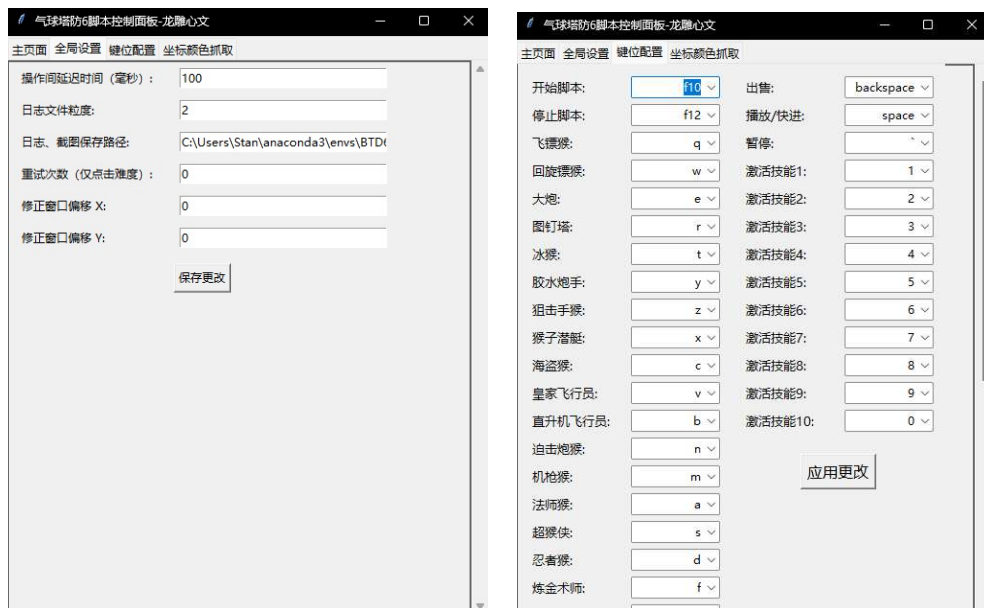 气球塔防6脚本控制面板-龙雕心文
主页面 全局设置 键位配置 坐标颜色抓取
操作间延迟时间（毫秒）: 100
日志文件粒度: 2
日志、截图保存路径: C:\Users\Stan\anaconda3\envs\BTD6
重试次数（仅点击难度）: 0
修正窗口偏移 X: 0
修正窗口偏移 Y: 0
保存更改
气球塔防6脚本控制面板-龙雕心文
主页面 全局设置 键位配置 坐标颜色抓取
开始脚本: f10 出售: backspace
停止脚本: f12 播放/快进: space
飞镖猴: q 暂停: `
回旋镖猴: w 激活技能1: 1
大炮: e 激活技能2: 2
图钉塔: r 激活技能3: 3
冰猴: t 激活技能4: 4
胶水炮手: y 激活技能5: 5
狙击手猴: z 激活技能6: 6
猴子潜艇: x 激活技能7: 7
海盗猴: c 激活技能8: 8
皇家飞行员: v 激活技能9: 9
直升机飞行员: b 激活技能10: 0
迫击炮猴: n
机枪猴: m
应用更改
法师猴: a
超猴侠: s
忍者猴: d
炼金术师: f